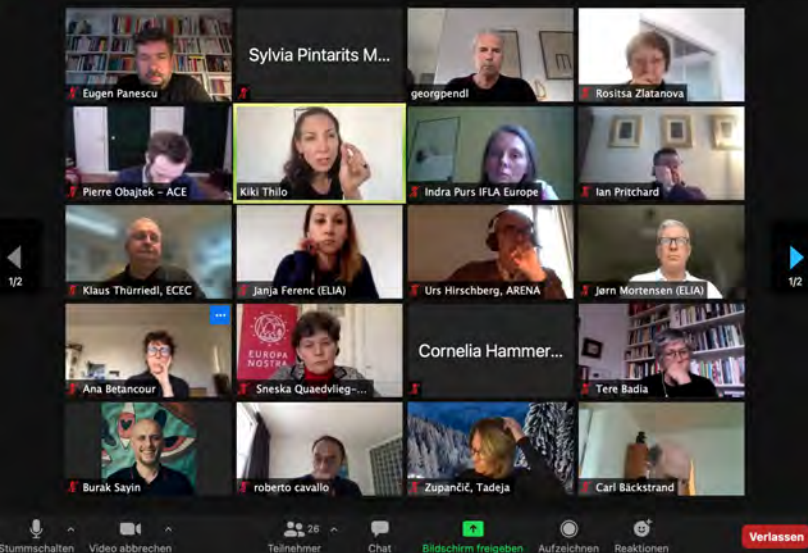 Eugen Panescu
Sylvia Pintarits M...
georgpendl
Rositsa Zlatanova
Pierre Obajtek – ACE
Kiki Thilo
Indra Purs IFLA Europe
Ian Pritchard
1/2
1/2
Klaus Thürriedl, ECEC
Janja Ferenc (ELIA)
Urs Hirschberg, ARENA
Jørn Mortensen (ELIA)
EUROPA
NOSTRA
Ana Betancour
Sneska Quaedvlieg-...
Cornelia Hammer...
Tere Badia
Burak Sayin
roberto cavallo
Zupančič, Tadeja
Carl Bäckstrand
26
Stummschalten
Video abbrechen
Teilnehmer
Chat
Bildschirm freigeben
Aufzeichnen
Reaktionen
Verlassen